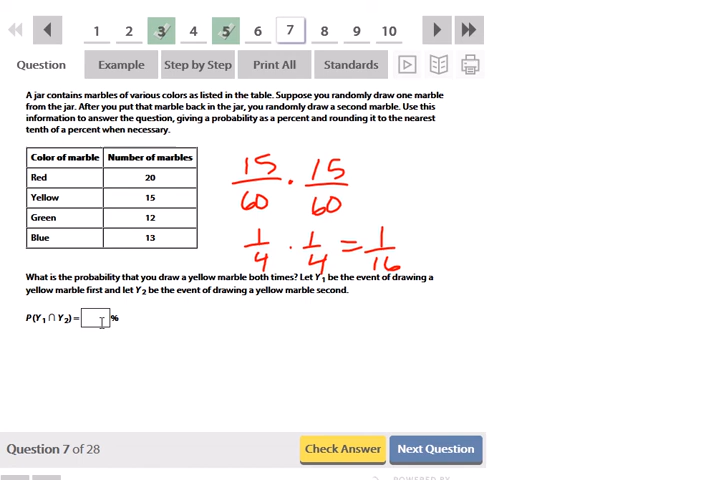 1 2 3 4 5 6 7 8 9 10
Question Example Step by Step Print All Standards
A jar contains marbles of various colors as listed in the table. Suppose you randomly draw one marble
from the jar. After you put that marble back in the jar, you randomly draw a second marble. Use this
information to answer the question, giving a probability as a percent and rounding it to the nearest
tenth of a percent when necessary.
Color of marble Number of marbles
Red 20
Yellow 15
Green 12
Blue 13
15/60 · 15/60
1/4 · 1/4 = 1/16
What is the probability that you draw a yellow marble both times? Let Y₁ be the event of drawing a
yellow marble first and let Y₂ be the event of drawing a yellow marble second.
P(Y₁ ∩ Y₂) = %
Question 7 of 28 Check Answer Next Question
POWERED BY